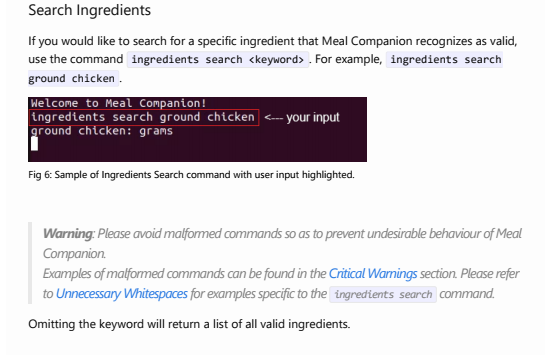 Search Ingredients
If you would like to search for a specific ingredient that Meal Companion recognizes as valid,
use the command ingredients search <keyword> . For example, ingredients search
ground chicken .
Welcome to Meal Companion!
ingredients search ground chicken <--- your input
ground chicken: grams
Fig 6: Sample of Ingredients Search command with user input highlighted.
Warning: Please avoid malformed commands so as to prevent undesirable behaviour of Meal
Companion.
Examples of malformed commands can be found in the Critical Warnings section. Please refer
to Unnecessary Whitespaces for examples specific to the ingredients search command.
Omitting the keyword will return a list of all valid ingredients.